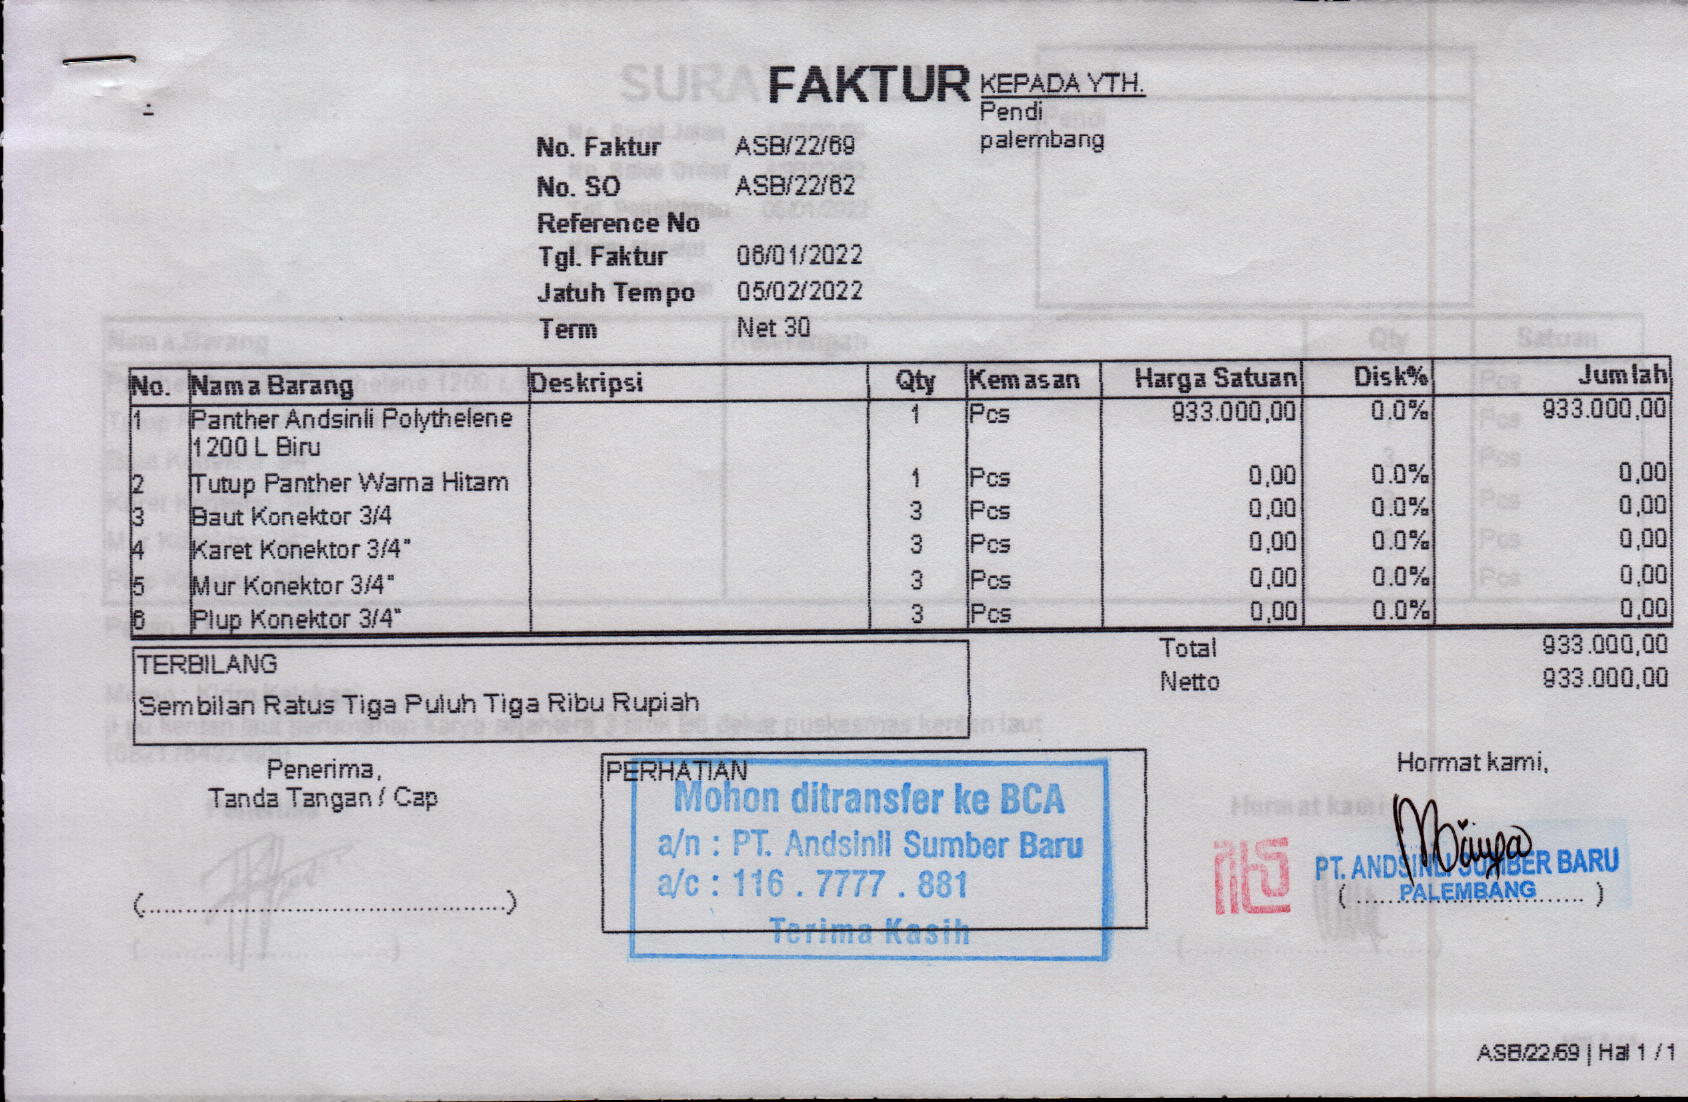 FAKTUR
KEPADA YTH.
Pendi
palembang
No. Faktur ASB/22/69
No. SO ASB/22/62
Reference No
Tgl. Faktur 06/01/2022
Jatuh Tempo 05/02/2022
Term Net 30
No. Nama Barang Deskripsi Qty Kemasan Harga Satuan Disk% Jumlah
1 Panther Andsinli Polythelene 1 Pcs 933.000,00 0.0% 933.000,00
1200 L Biru
2 Tutup Panther Warna Hitam 1 Pcs 0,00 0.0% 0,00
3 Baut Konektor 3/4 3 Pcs 0,00 0.0% 0,00
4 Karet Konektor 3/4" 3 Pcs 0,00 0.0% 0,00
5 Mur Konektor 3/4" 3 Pcs 0,00 0.0% 0,00
6 Plup Konektor 3/4" 3 Pcs 0,00 0.0% 0,00
Total 933.000,00
Netto 933.000,00
TERBILANG
Sembilan Ratus Tiga Puluh Tiga Ribu Rupiah
Penerima,
Tanda Tangan / Cap
(................................................)
PERHATIAN
Mohon ditransfer ke BCA
a/n : PT. Andsinli Sumber Baru
a/c : 116 . 7777 . 881
Terima Kasih
Hormat kami,
PT. ANDSINLI SUMBER BARU
PALEMBANG
(................................)
ASB/22/69 | Hal 1 / 1